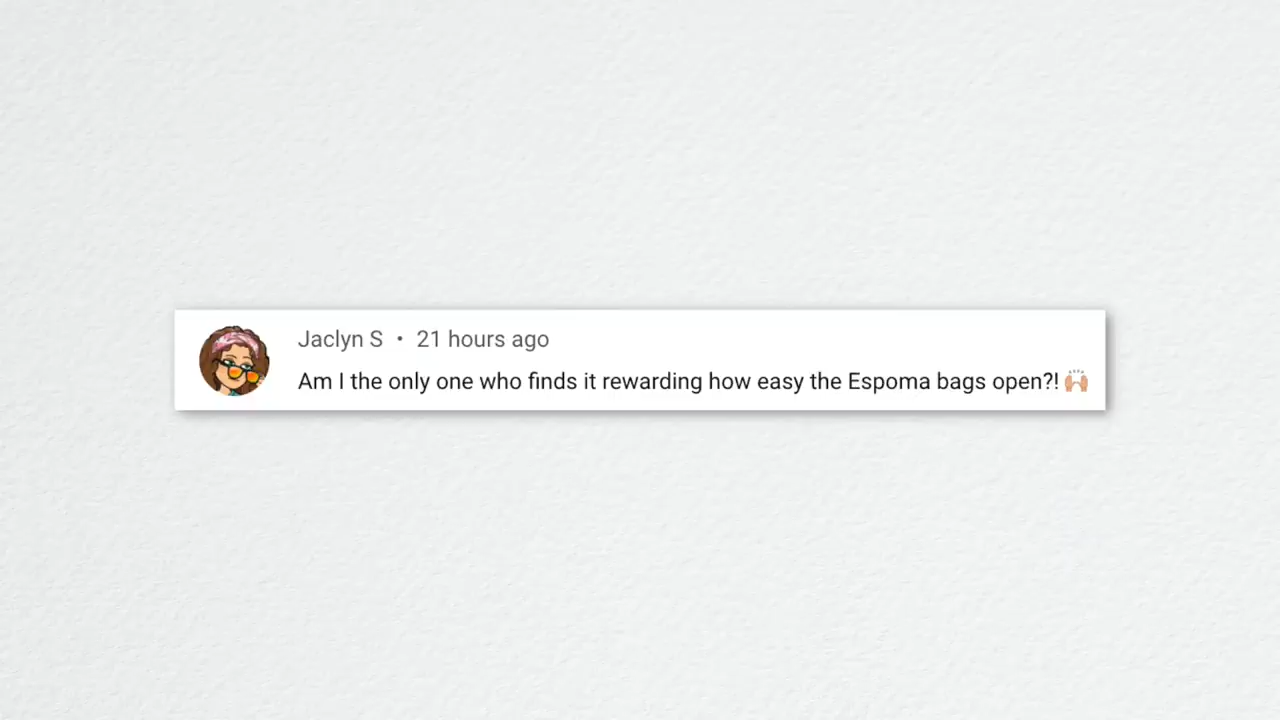 Jaclyn S • 21 hours ago
Am I the only one who finds it rewarding how easy the Espoma bags open?! 🙌🏼